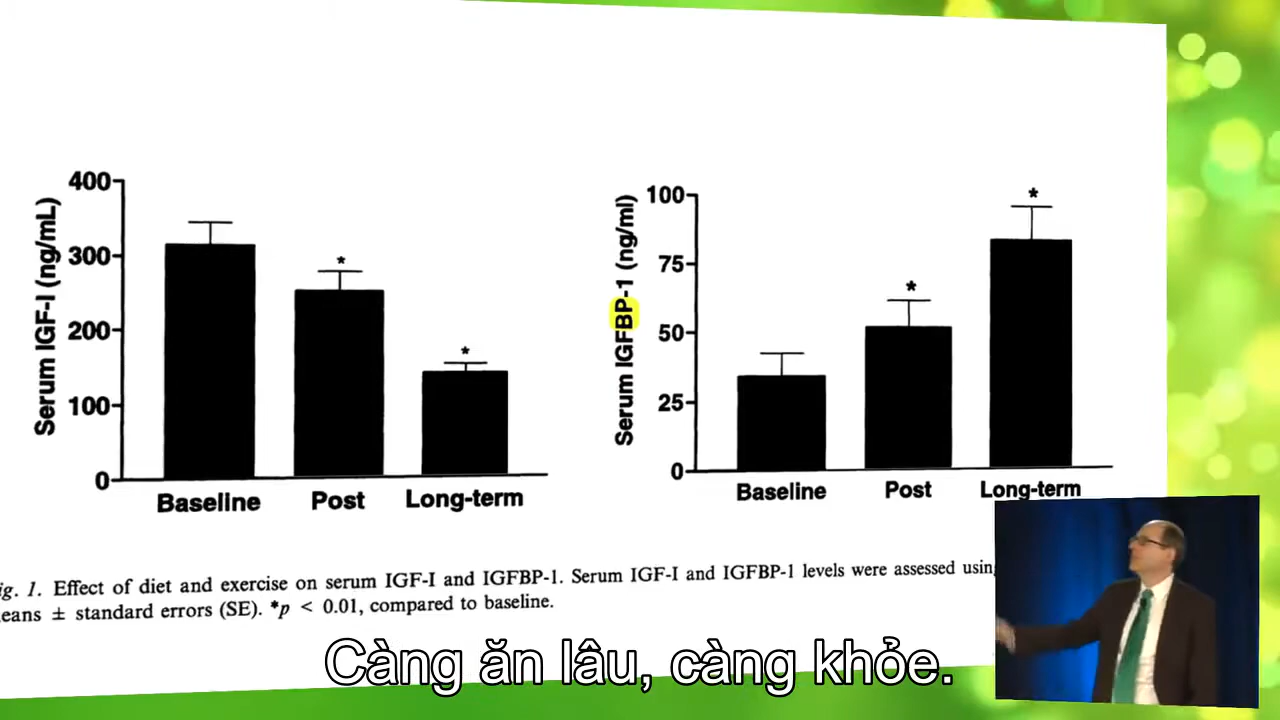 Serum IGF-I (ng/mL)
400
300
200
100
0
*
*
Baseline
Post
Long-term
Serum IGFBP-1 (ng/ml)
100
75
50
25
0
*
*
Baseline
Post
Long-term
ig. 1. Effect of diet and exercise on serum IGF-I and IGFBP-1. Serum IGF-I and IGFBP-1 levels were assessed using
eans ± standard errors (SE). *p < 0.01, compared to baseline.
Càng ăn lâu, càng khỏe.